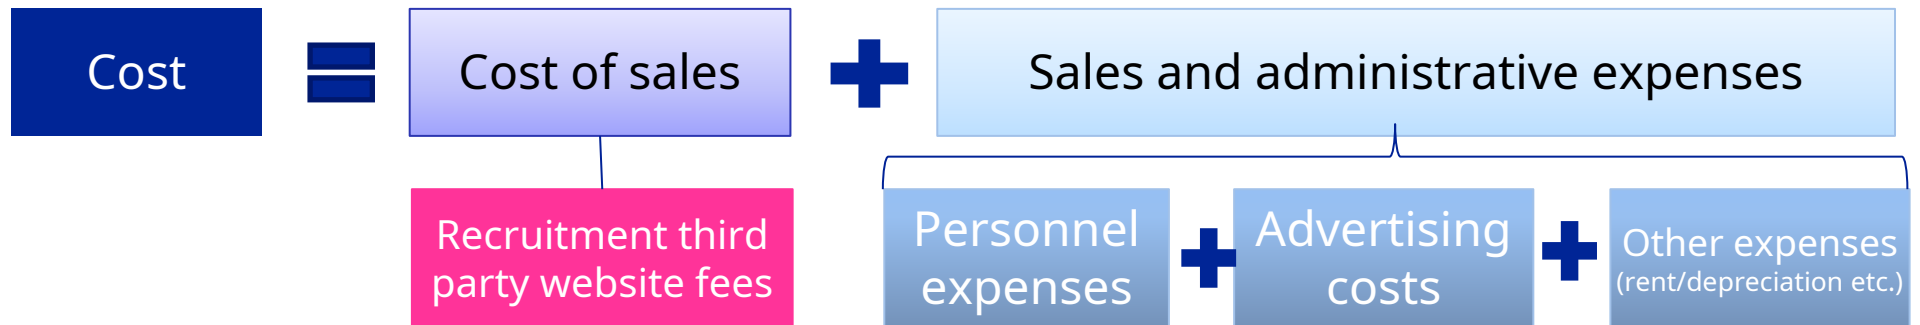 Cost
Cost of sales
Sales and administrative expenses
Recruitment third
party website fees
Personnel
expenses
Advertising
costs
Other expenses
(rent/depreciation etc.)